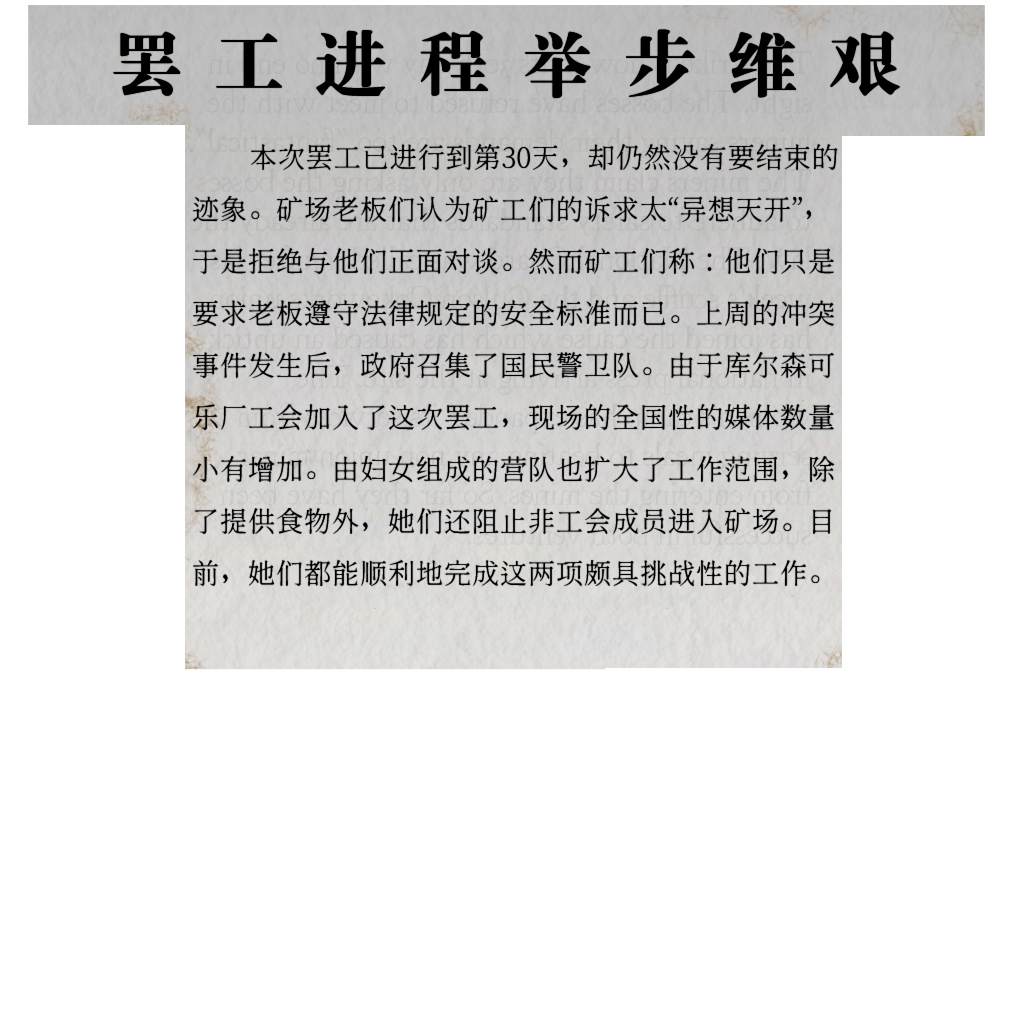 罢工进程举步维艰
本次罢工已进行到第30天，却仍然没有要结束的
迹象。矿场老板们认为矿工们的诉求太“异想天开”，
于是拒绝与他们正面对谈。然而矿工们称：他们只是
要求老板遵守法律规定的安全标准而已。上周的冲突
事件发生后，政府召集了国民警卫队。由于库尔森可
乐厂工会加入了这次罢工，现场的全国性的媒体数量
小有增加。由妇女组成的营队也扩大了工作范围，除
了提供食物外，她们还阻止非工会成员进入矿场。目
前，她们都能顺利地完成这两项颇具挑战性的工作。